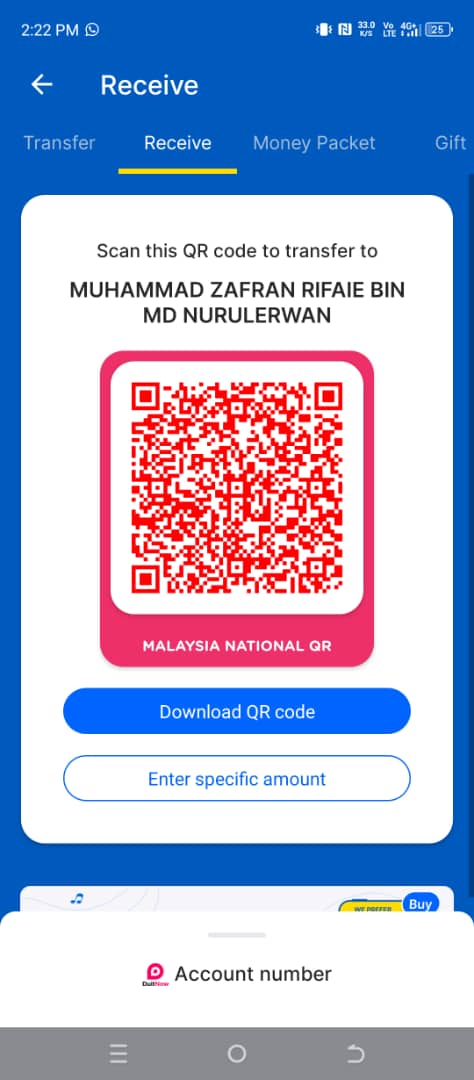 2:22 PM
33.0 K/S
Vo LTE
4G+
25
Receive
Transfer Receive Money Packet Gift
Scan this QR code to transfer to
MUHAMMAD ZAFRAN RIFAIE BIN
MD NURULERWAN
MALAYSIA NATIONAL QR
Download QR code
Enter specific amount
WE PREFER
Buy
DuitNow
Account number